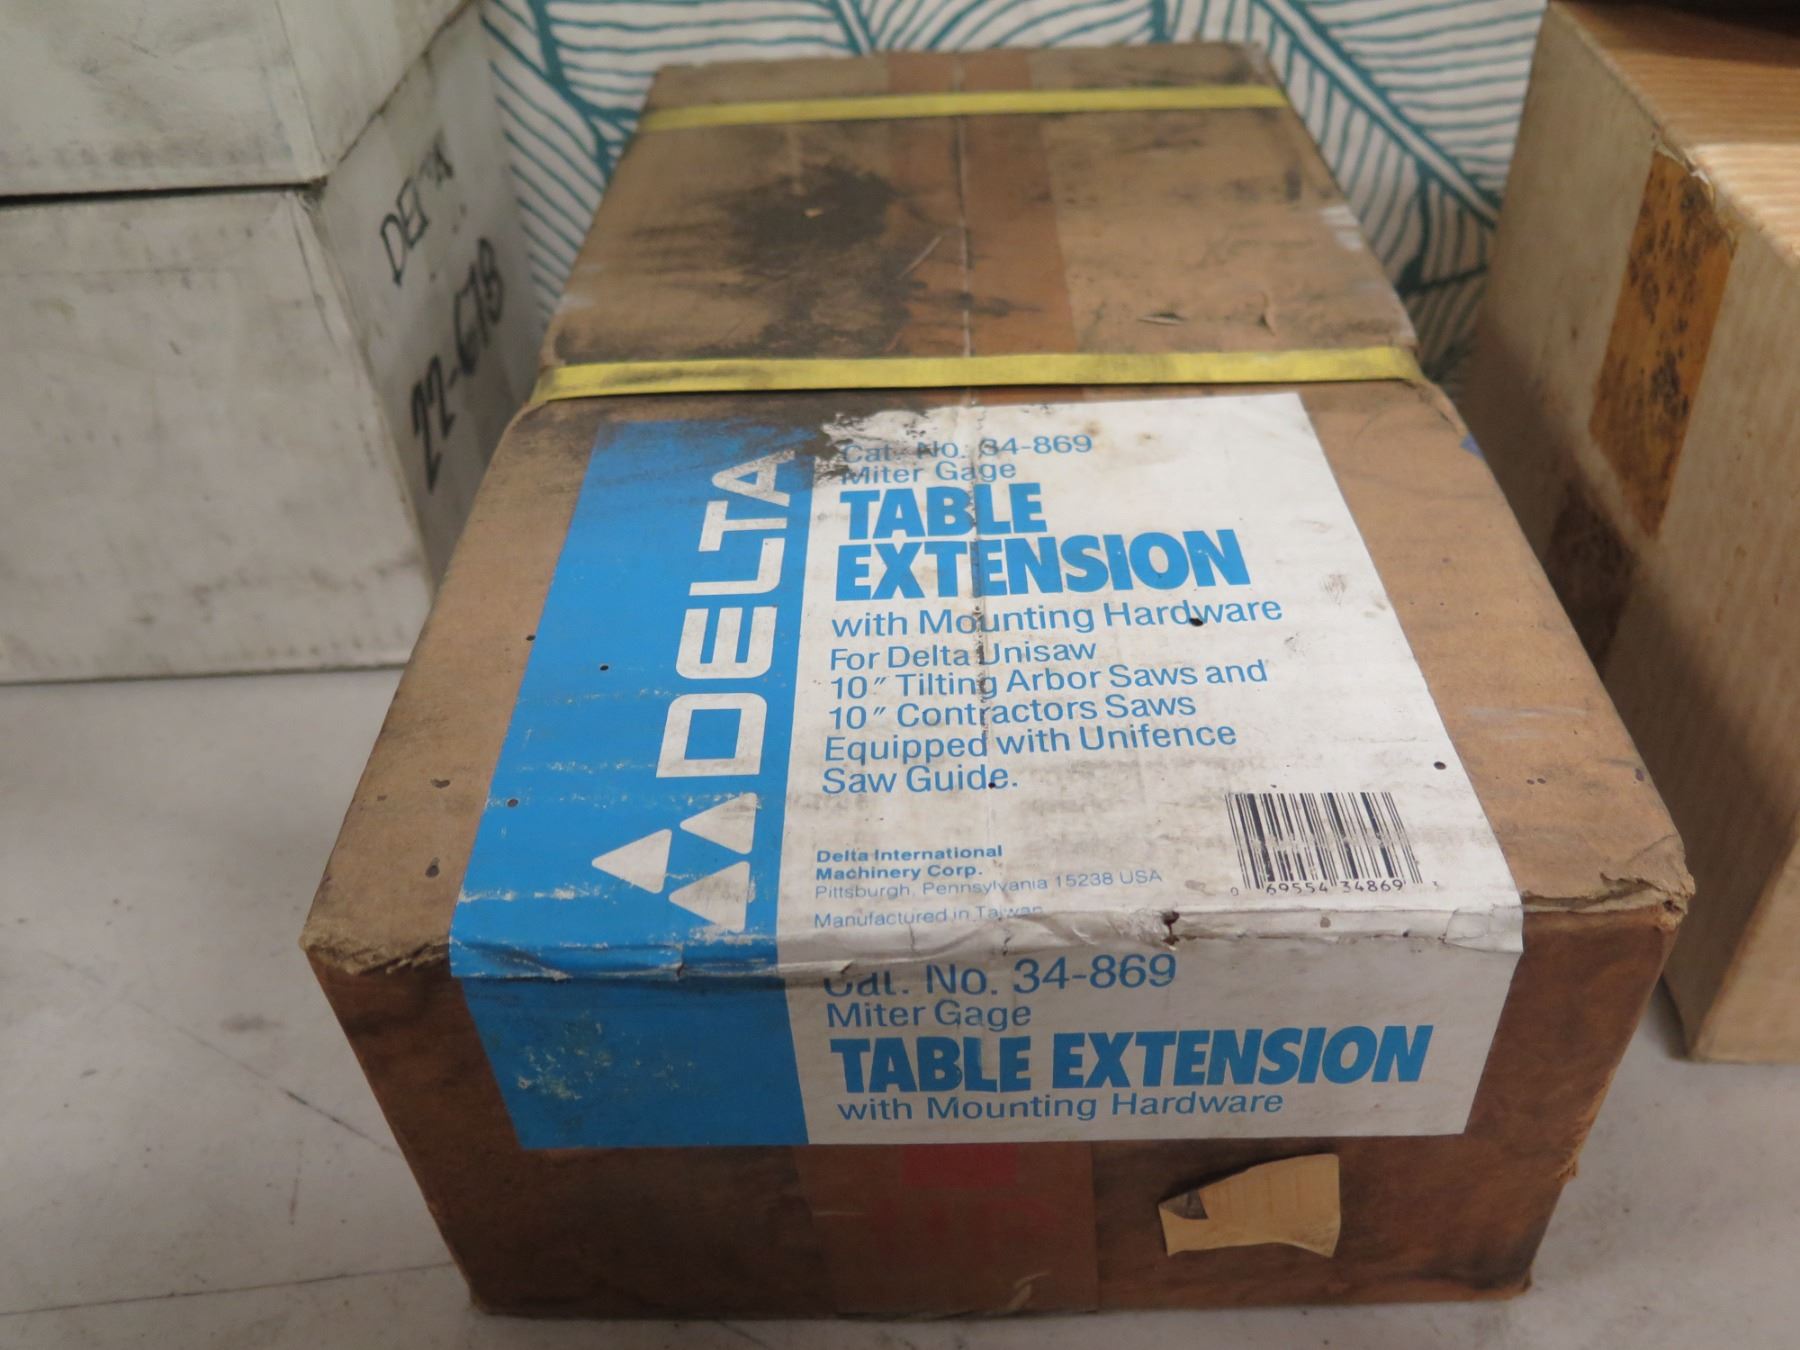 22-678
DELTA
Cat. No. 34-869
Miter Gage
TABLE
EXTENSION
with Mounting Hardware
For Delta Unisaw
10" Tilting Arbor Saws and
10" Contractors Saws
Equipped with Unifence
Saw Guide.
Delta International
Machinery Corp.
Pittsburgh, Pennsylvania 15238 USA
Manufactured in Taiwan
0 69554 34869 3
Cat. No. 34-869
Miter Gage
TABLE EXTENSION
with Mounting Hardware
UP